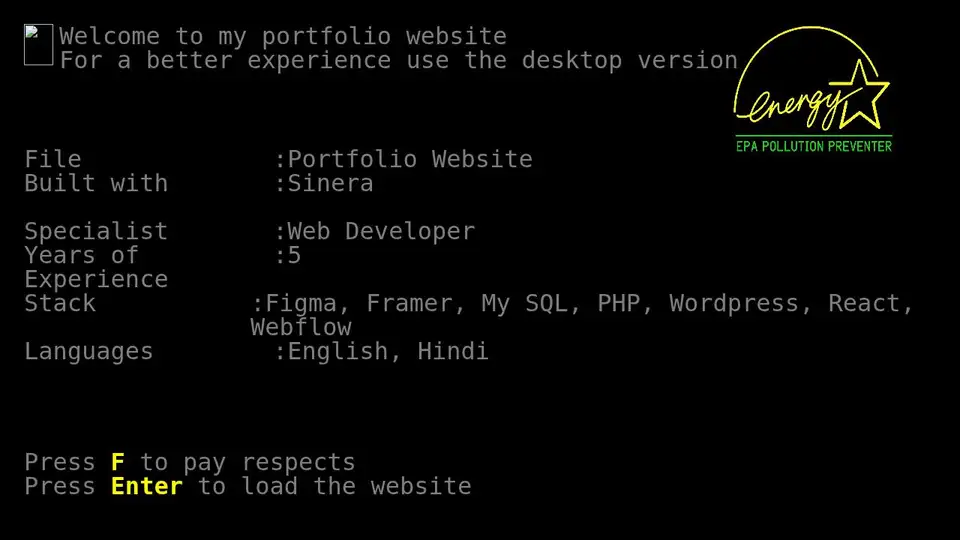 Welcome to my portfolio website
For a better experience use the desktop version
energy
EPA POLLUTION PREVENTER
File :Portfolio Website
Built with :Sinera
Specialist :Web Developer
Years of :5
Experience
Stack :Figma, Framer, My SQL, PHP, Wordpress, React,
Webflow
Languages :English, Hindi
Press F to pay respects
Press Enter to load the website